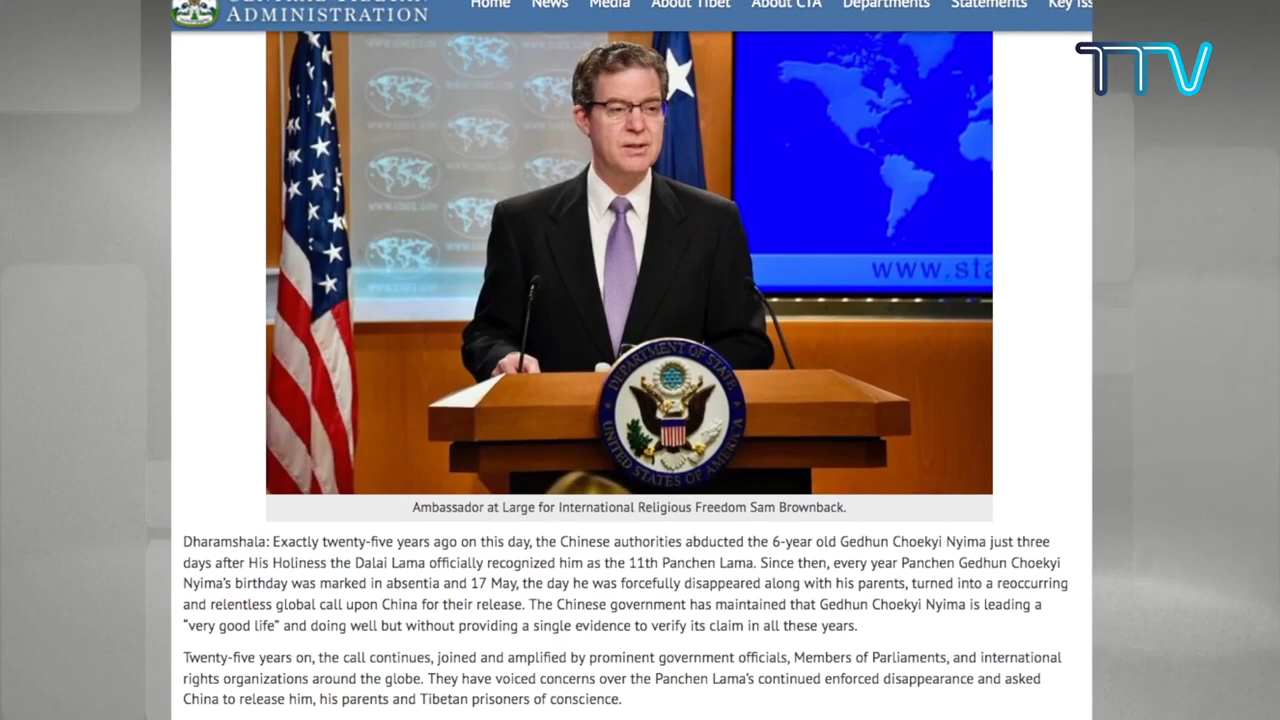 CENTRAL TIBETAN
ADMINISTRATION
Home News Media About Tibet About CTA Departments Statements Key Iss
TTV
WWW.STATE.GOV
www.sta
DEPARTMENT OF STATE
UNITED STATES OF AMERICA
Ambassador at Large for International Religious Freedom Sam Brownback.
Dharamshala: Exactly twenty-five years ago on this day, the Chinese authorities abducted the 6-year old Gedhun Choekyi Nyima just three
days after His Holiness the Dalai Lama officially recognized him as the 11th Panchen Lama. Since then, every year Panchen Gedhun Choekyi
Nyima's birthday was marked in absentia and 17 May, the day he was forcefully disappeared along with his parents, turned into a reoccurring
and relentless global call upon China for their release. The Chinese government has maintained that Gedhun Choekyi Nyima is leading a
“very good life” and doing well but without providing a single evidence to verify its claim in all these years.
Twenty-five years on, the call continues, joined and amplified by prominent government officials, Members of Parliaments, and international
rights organizations around the globe. They have voiced concerns over the Panchen Lama's continued enforced disappearance and asked
China to release him, his parents and Tibetan prisoners of conscience.